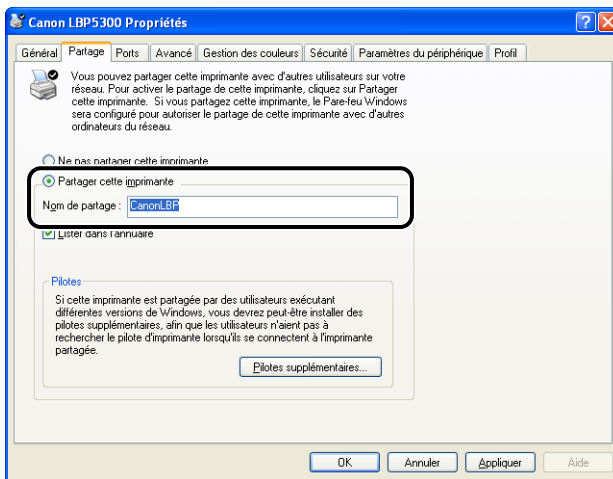 Canon LBP5300 Propriétés
Général Partage Ports Avancé Gestion des couleurs Sécurité Paramètres du périphérique Profil
Vous pouvez partager cette imprimante avec d'autres utilisateurs sur votre
réseau. Pour activer le partage de cette imprimante, cliquez sur Partager
cette imprimante. Si vous partagez cette imprimante, le Pare-feu Windows
sera configuré pour autoriser le partage de cette imprimante avec d'autres
ordinateurs du réseau.
Ne pas partager cette imprimante
Partager cette imprimante
Nom de partage : CanonLBP
Lister dans l'annuaire
Pilotes
Si cette imprimante est partagée par des utilisateurs exécutant
différentes versions de Windows, vous devrez peut-être installer des
pilotes supplémentaires, afin que les utilisateurs n'aient pas à
rechercher le pilote d'imprimante lorsqu'ils se connectent à l'imprimante
partagée.
Pilotes supplémentaires...
OK Annuler Appliquer Aide